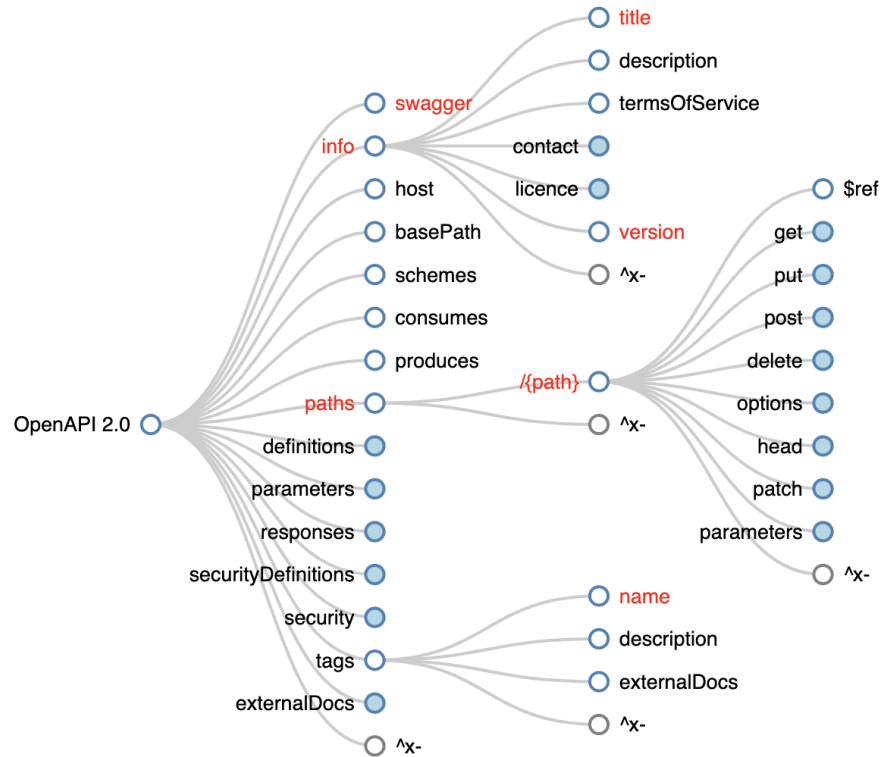 title
description
swagger
termsOfService
info
contact
host
licence
$ref
basePath
version
get
schemes
^x-
put
consumes
post
produces
/{path}
delete
paths
options
OpenAPI 2.0
^x-
definitions
head
parameters
patch
responses
parameters
securityDefinitions
^x-
name
security
description
tags
externalDocs
externalDocs
^x-
^x-